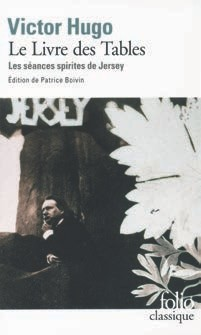 Victor Hugo
Le Livre des Tables
Les séances spirites de Jersey
Édition de Patrice Boivin
JERSEY
folio
classique